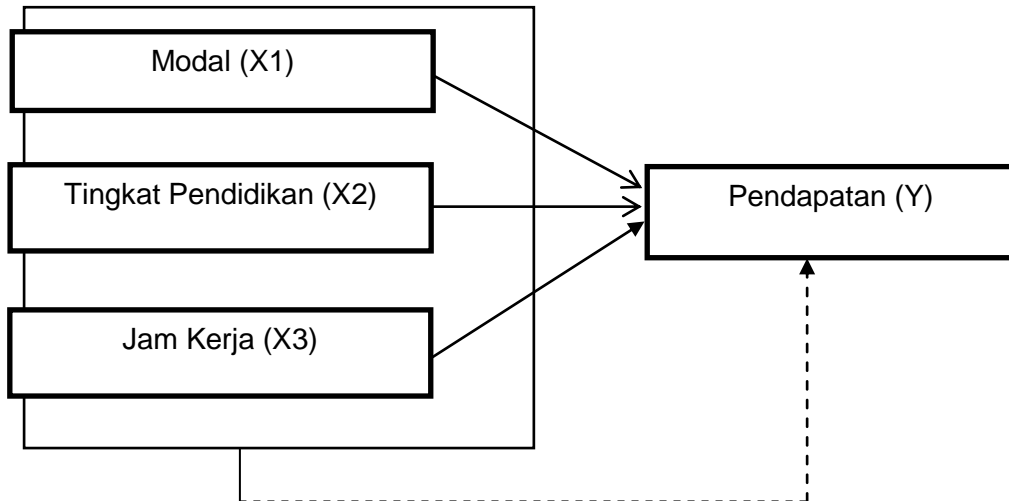 Modal (X1)
Tingkat Pendidikan (X2)
Pendapatan (Y)
Jam Kerja (X3)